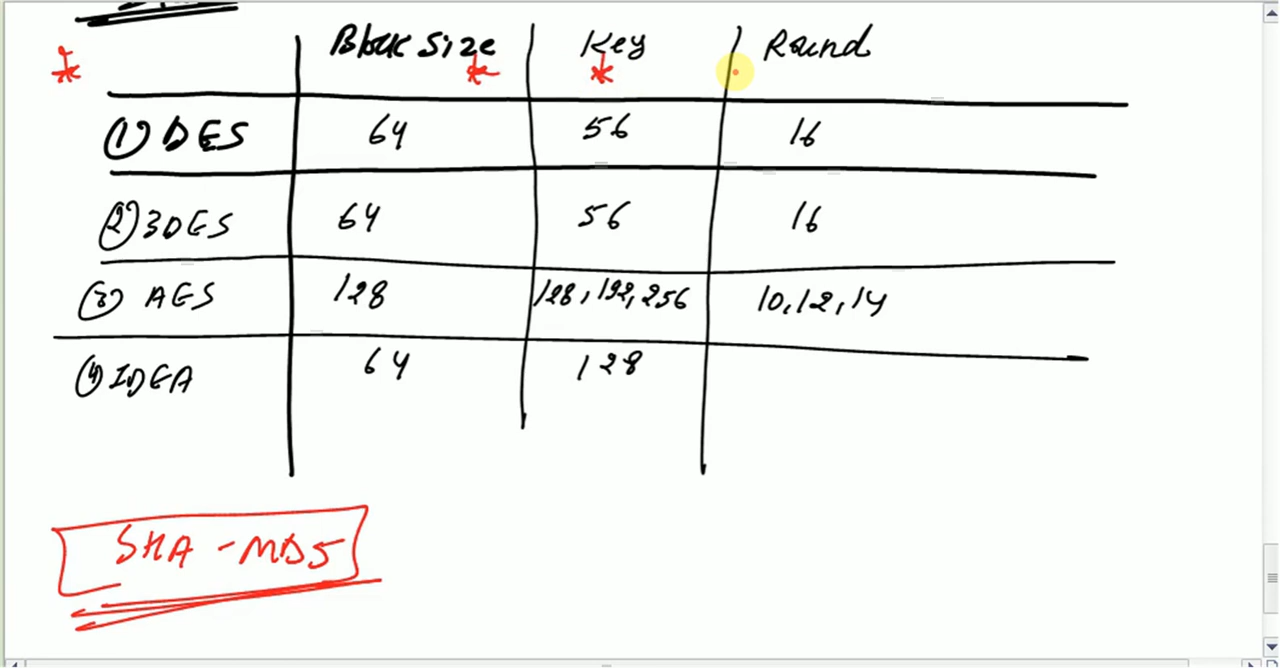 Block Size Key Round
(1) DES 64 56 16
(2) 3DES 64 56 16
(3) AES 128 128, 192, 256 10, 12, 14
(4) IDEA 64 128
SHA - MD5